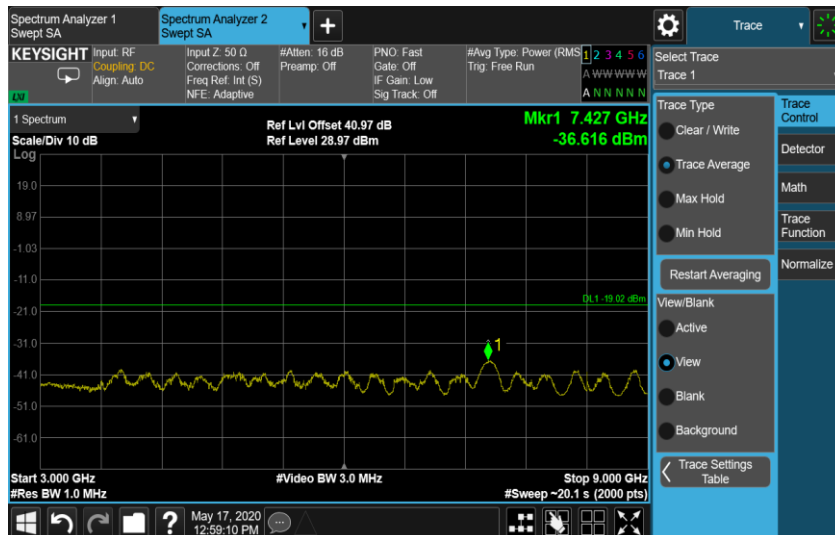 Spectrum Analyzer 1
Swept SA
Spectrum Analyzer 2
Swept SA
Trace
KEYSIGHT
Input: RF
Coupling: DC
Align: Auto
Input Z: 50 Ω
Corrections: Off
Freq Ref: Int (S)
NFE: Adaptive
#Atten: 16 dB
Preamp: Off
PNO: Fast
Gate: Off
IF Gain: Low
Sig Track: Off
#Avg Type: Power (RMS
Trig: Free Run
1 2 3 4 5 6
A W W W W W
A N N N N N
LXI
Select Trace
Trace 1
1 Spectrum
Scale/Div 10 dB
Ref Lvl Offset 40.97 dB
Ref Level 28.97 dBm
Mkr1 7.427 GHz
-36.616 dBm
Log
19.0
8.97
-1.03
-11.0
-21.0
-31.0
-41.0
-51.0
-61.0
DL1 -19.02 dBm
1
Start 3.000 GHz
#Res BW 1.0 MHz
#Video BW 3.0 MHz
Stop 9.000 GHz
#Sweep ~20.1 s (2000 pts)
Trace Type
Clear / Write
Trace Average
Max Hold
Min Hold
Restart Averaging
View/Blank
Active
View
Blank
Background
Trace Settings
Table
Trace
Control
Detector
Math
Trace
Function
Normalize
?
May 17, 2020
12:59:10 PM